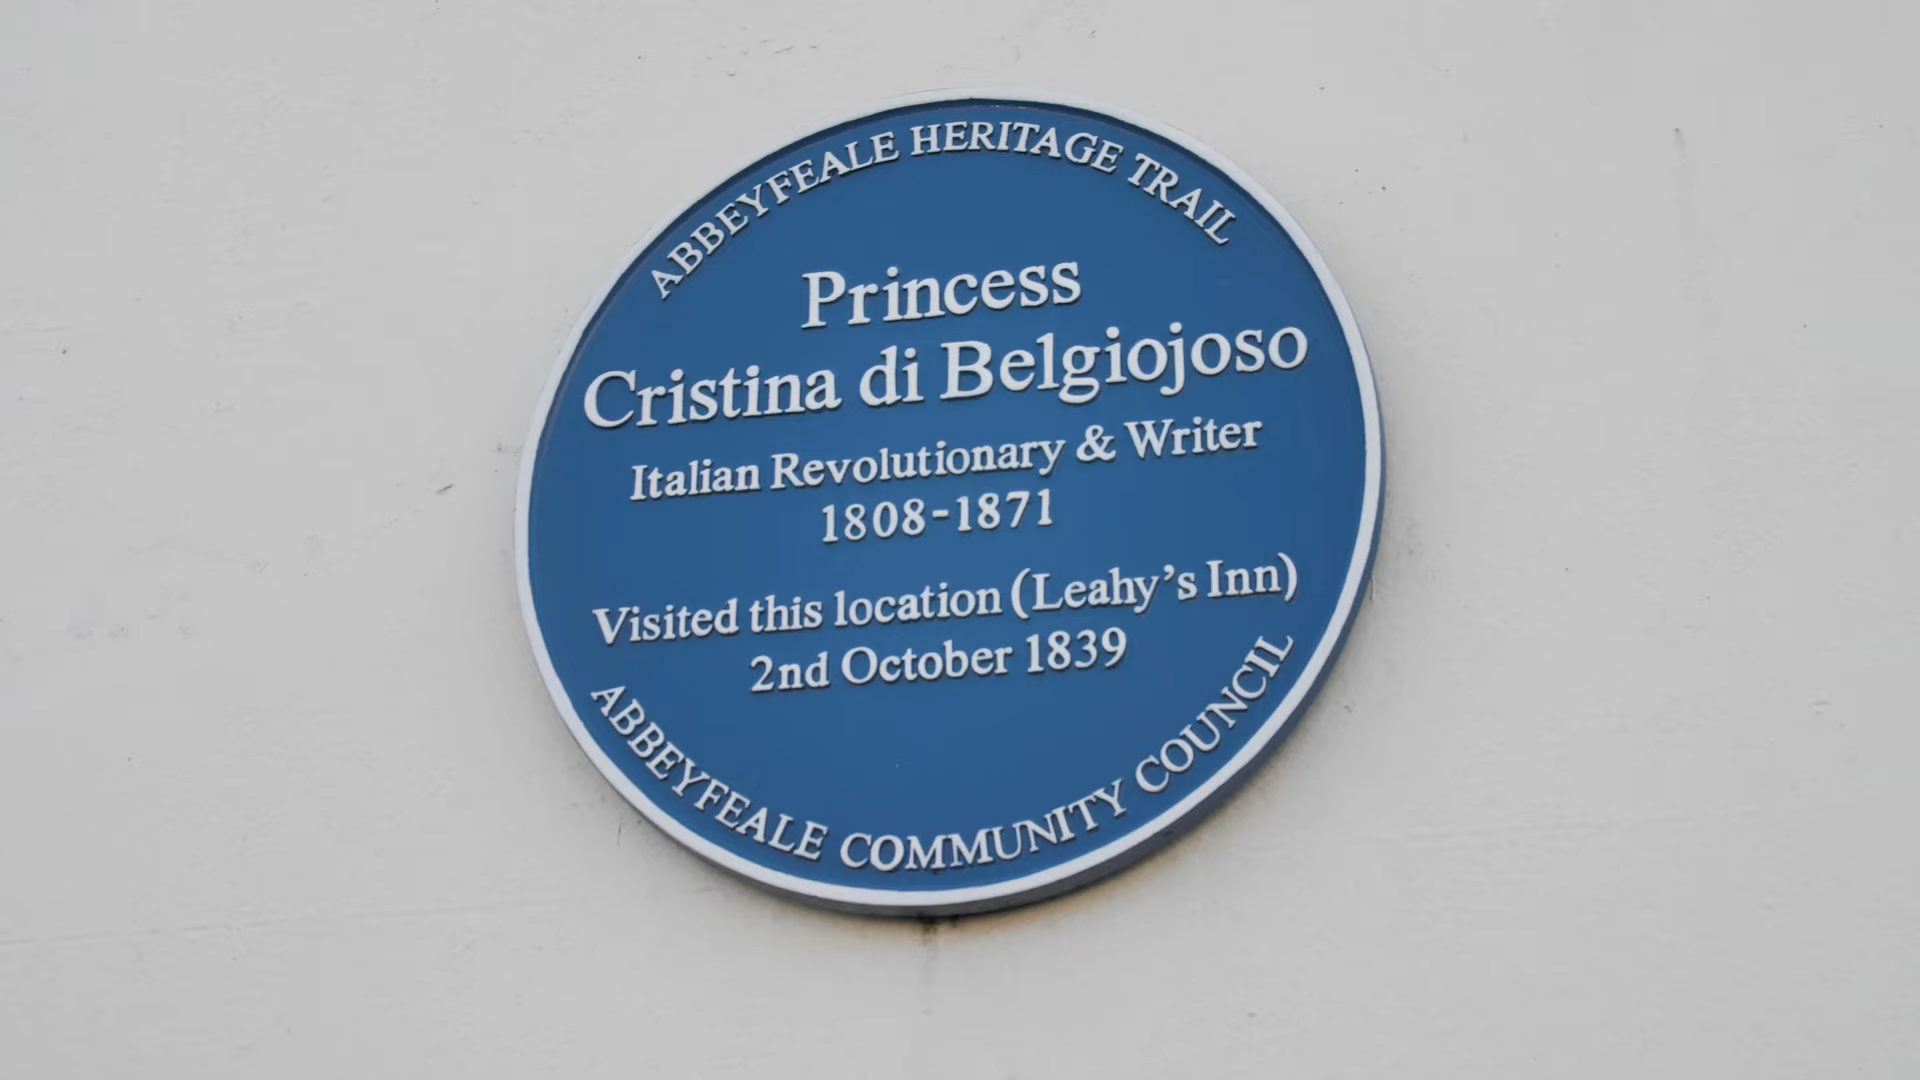 ABBEYFEALE HERITAGE TRAIL
Princess
Cristina di Belgiojoso
Italian Revolutionary & Writer
1808-1871
Visited this location (Leahy's Inn)
2nd October 1839
ABBEYFEALE COMMUNITY COUNCIL